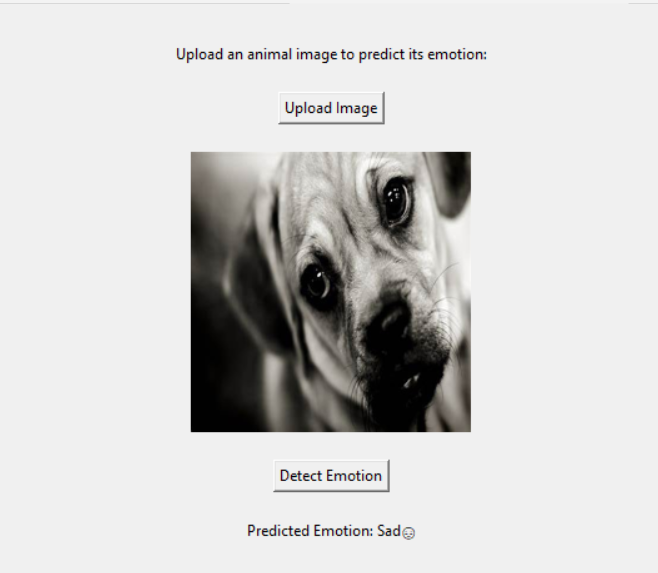 Upload an animal image to predict its emotion:
Upload Image
Detect Emotion
Predicted Emotion: Sad😞